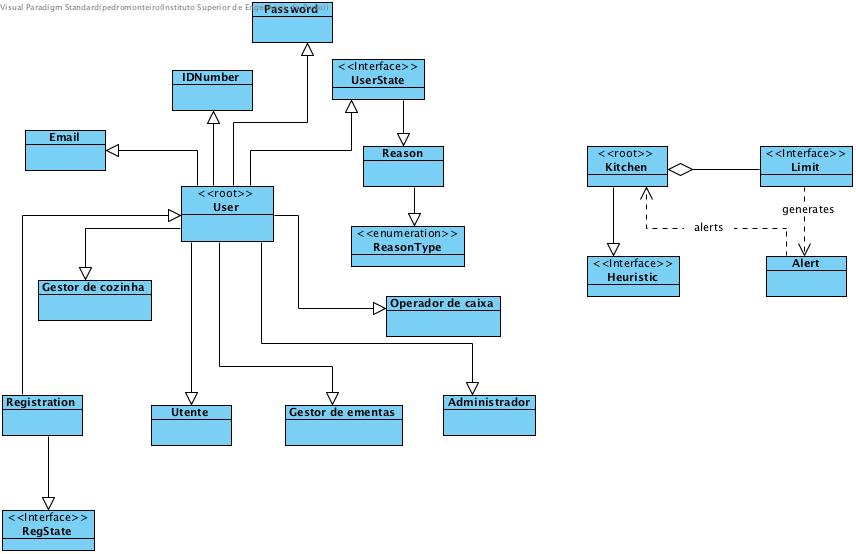 Visual Paradigm Standard(pedromonteiro(Instituto Superior de
Password
<<Interface>>
UserState
IDNumber
Email
Reason
<<root>>
User
<<enumeration>>
ReasonType
Gestor de cozinha
Operador de caixa
Registration
Utente
Gestor de ementas
Administrador
<<Interface>>
RegState
<<root>>
Kitchen
<<Interface>>
Limit
generates
alerts
<<Interface>>
Heuristic
Alert